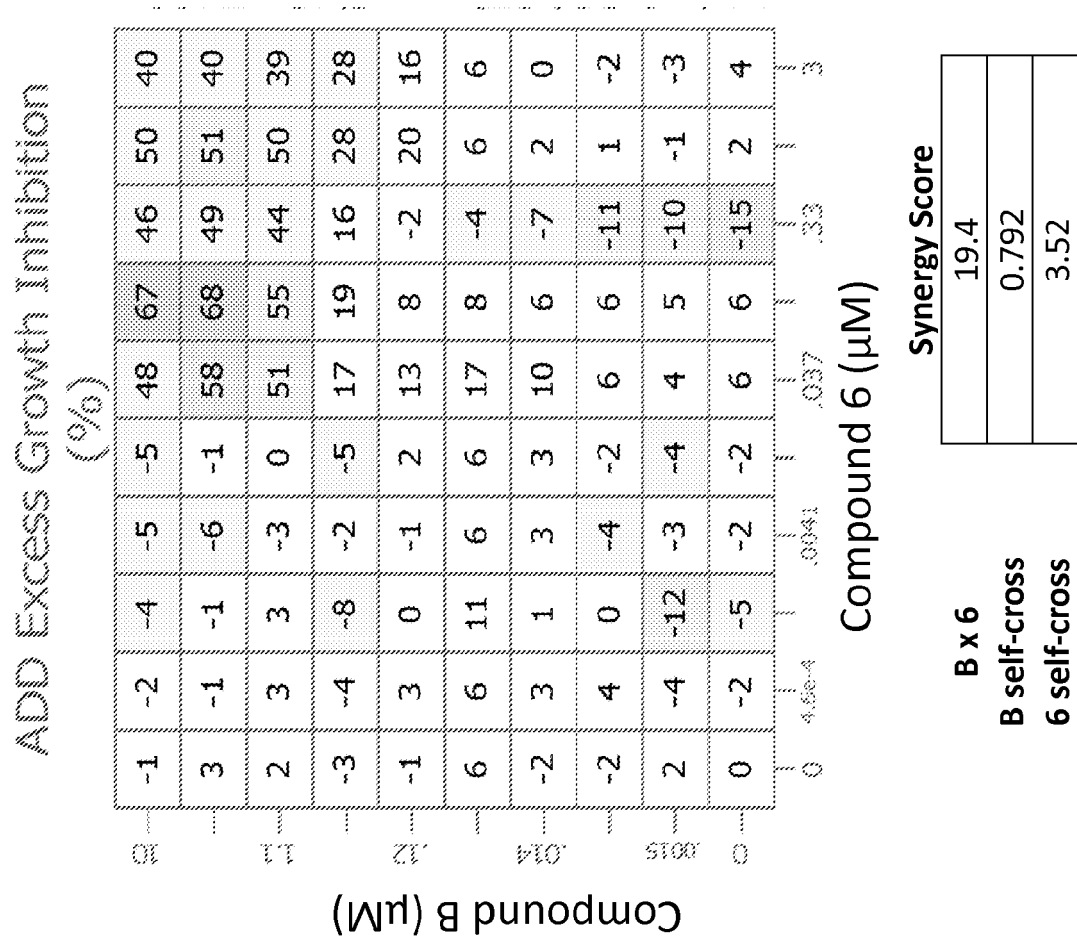 ADD Excess Growth Inhibition
(%)
10 -1 -2 -4 -5 -5 48 67 46 50 40
3 -1 -1 -6 -1 58 68 49 51 40
1.1 2 3 3 -3 0 51 55 44 50 39
-3 -4 -8 -2 -5 17 19 16 28 28
.12 -1 3 0 -1 2 13 8 -2 20 16
6 6 11 6 6 17 8 -4 6 6
.014 -2 3 1 3 3 10 6 -7 2 0
-2 4 0 -4 -2 6 6 -11 1 -2
.0015 2 -4 -12 -3 -4 4 5 -10 -1 -3
0 0 -2 -5 -2 -2 6 6 -15 2 4
0 4.6e-4 .0041 .037 .33 3
Compound B (µM)
Compound 6 (µM)
Synergy Score
B x 6 19.4
B self-cross 0.792
6 self-cross 3.52